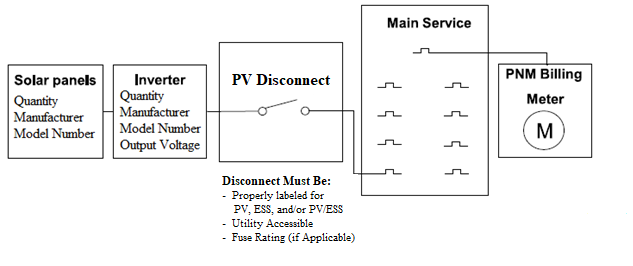 Main Service
Solar panels
Quantity
Manufacturer
Model Number
Inverter
Quantity
Manufacturer
Model Number
Output Voltage
PV Disconnect
PNM Billing
Meter
M
Disconnect Must Be:
- Properly labeled for
PV, ESS, and/or PV/ESS
- Utility Accessible
- Fuse Rating (if Applicable)